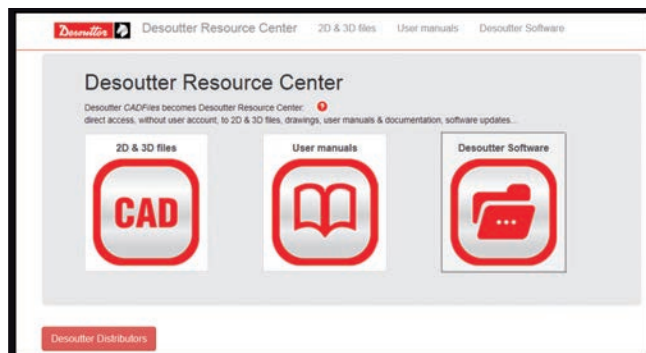 Desoutter Desoutter Resource Center 2D & 3D files User manuals Desoutter Software
Desoutter Resource Center
Desoutter CADFiles becomes Desoutter Resource Center: ?
direct access, without user account, to 2D & 3D files, drawings, user manuals & documentation, software updates...
2D & 3D files User manuals Desoutter Software
CAD
Desoutter Distributors